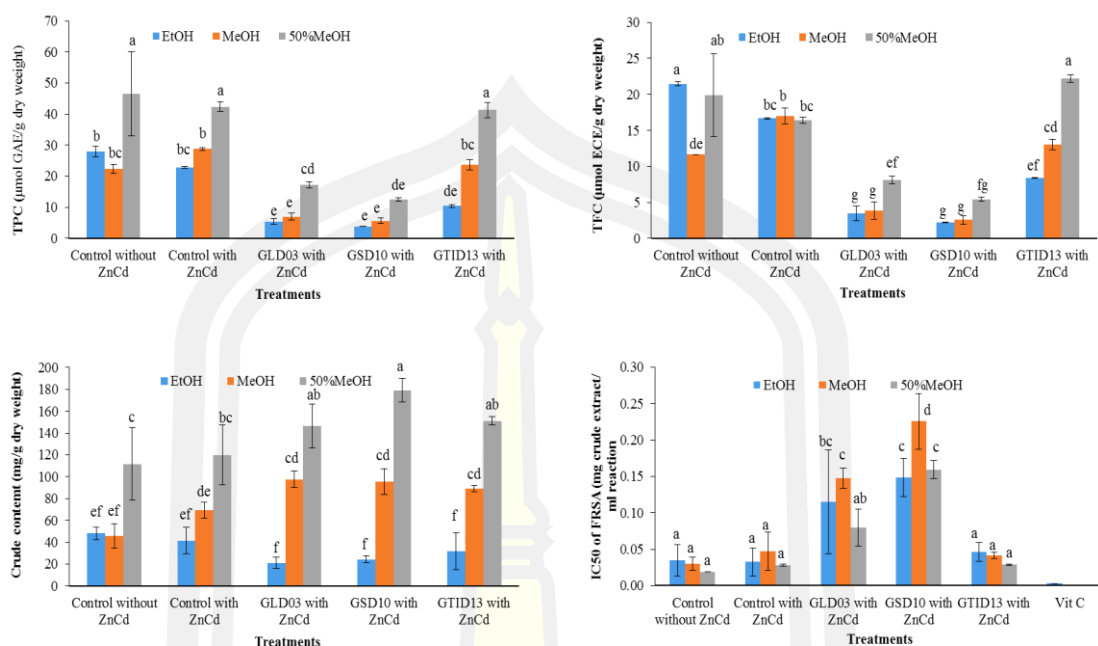 70
60
50
40
30
20
10
0
TPC (µmol GAE/g dry weeight)
EtOH MeOH 50%MeOH
b bc a
bc b a
e e cd
e e de
de bc a
Control without ZnCd
Control with ZnCd
GLD03 with ZnCd
GSD10 with ZnCd
GTID13 with ZnCd
Treatments
30
25
20
15
10
5
0
TFC (µmol ECE/g dry weeight)
EtOH MeOH 50%MeOH
a de ab
bc b bc
g g ef
g g fg
ef cd a
Control without ZnCd
Control with ZnCd
GLD03 with ZnCd
GSD10 with ZnCd
GTID13 with ZnCd
Treatments
200
180
160
140
120
100
80
60
40
20
0
Crude content (mg/g dry weight)
EtOH MeOH 50%MeOH
ef ef c
ef de bc
f cd ab
f cd a
f cd ab
Control without ZnCd
Control with ZnCd
GLD03 with ZnCd
GSD10 with ZnCd
GTID13 with ZnCd
Treatments
0.30
0.25
0.20
0.15
0.10
0.05
0.00
IC50 of FRSA (mg crude extract/
ml reaction
EtOH MeOH 50%MeOH
a a a
a a a
bc c ab
c d c
a a a
Control without ZnCd
Control with ZnCd
GLD03 with ZnCd
GSD10 with ZnCd
GTID13 with ZnCd
Vit C
Treatments